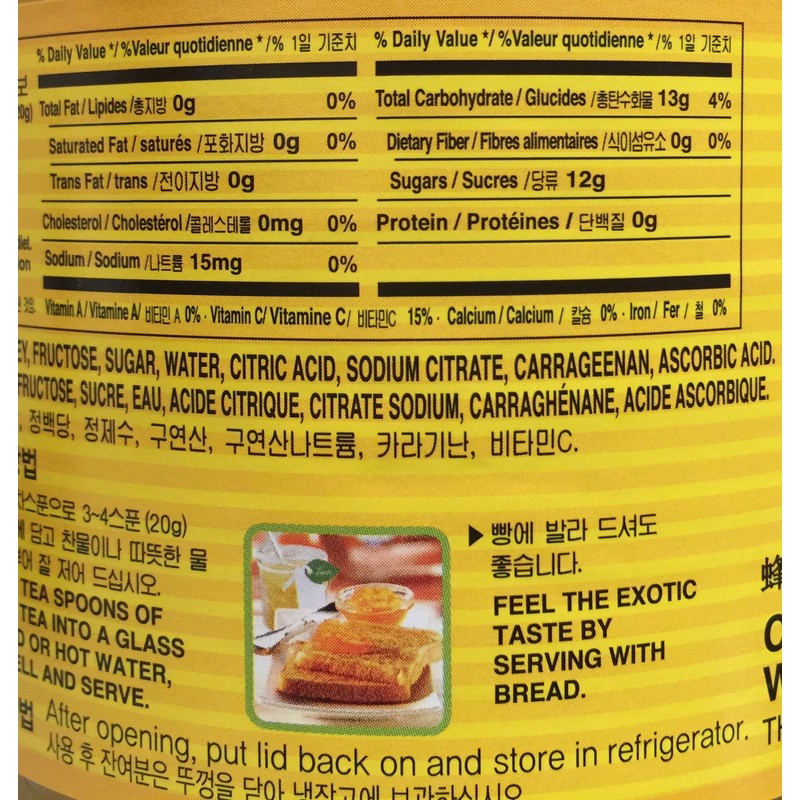 % Daily Value */ %Valeur quotidienne */% 1일 기준치
Total Fat / Lipides /총지방 0g 0%
Saturated Fat / saturés /포화지방 0g 0%
Trans Fat / trans /전이지방 0g
Cholesterol / Cholestérol /콜레스테롤 0mg 0%
Sodium / Sodium /나트륨 15mg 0%
% Daily Value */ %Valeur quotidienne */% 1일 기준치
Total Carbohydrate / Glucides /총탄수화물 13g 4%
Dietary Fiber / Fibres alimentaires /식이섬유소 0g 0%
Sugars / Sucres /당류 12g
Protein / Protéines / 단백질 0g
Vitamin A / Vitamine A/ 비타민 A 0% · Vitamin C/ Vitamine C/ 비타민C 15% · Calcium / Calcium / 칼슘 0% · Iron / Fer / 철 0%
FRUCTOSE, SUGAR, WATER, CITRIC ACID, SODIUM CITRATE, CARRAGEENAN, ASCORBIC ACID.
FRUCTOSE, SUCRE, EAU, ACIDE CITRIQUE, CITRATE SODIUM, CARRAGHÉNANE, ACIDE ASCORBIQUE.
, 정백당, 정제수, 구연산, 구연산나트륨, 카라기난, 비타민C.
법
스푼으로 3~4스푼 (20g)
담고 찬물이나 따뜻한 물
잘 저어 드십시오.
TEA SPOONS OF
TEA INTO A GLASS
OR HOT WATER,
AND SERVE.
▶ 빵에 발라 드셔도
좋습니다.
FEEL THE EXOTIC
TASTE BY
SERVING WITH
BREAD.
법 After opening, put lid back on and store in refrigerator.
사용 후 잔여분은 뚜껑을 닫아 냉장고에 보관하십시오